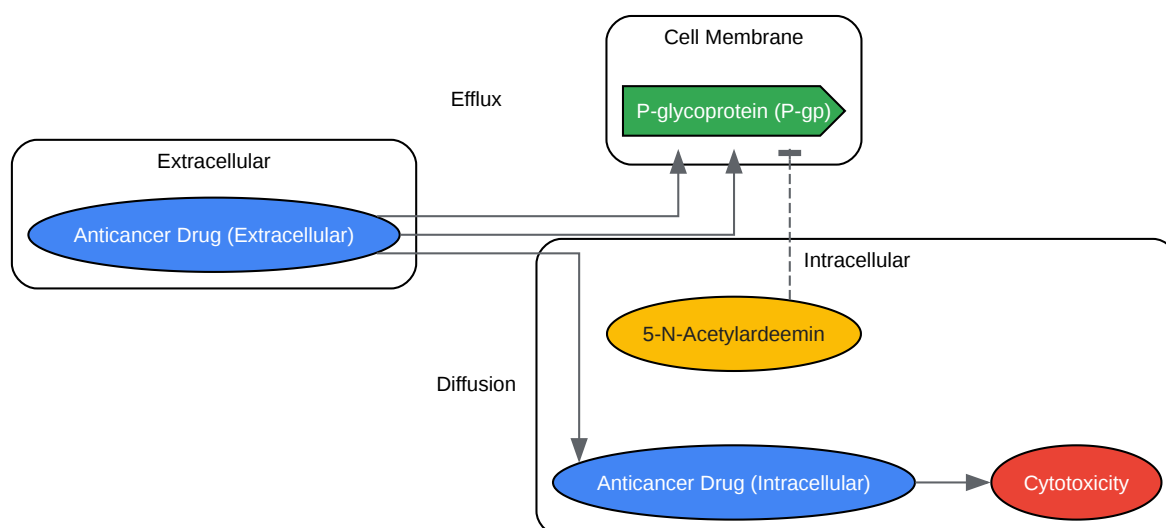 Cell Membrane
P-glycoprotein (P-gp)
Efflux
Extracellular
Anticancer Drug (Extracellular)
Intracellular
5-N-Acetylardeemin
Diffusion
Anticancer Drug (Intracellular)
Cytotoxicity